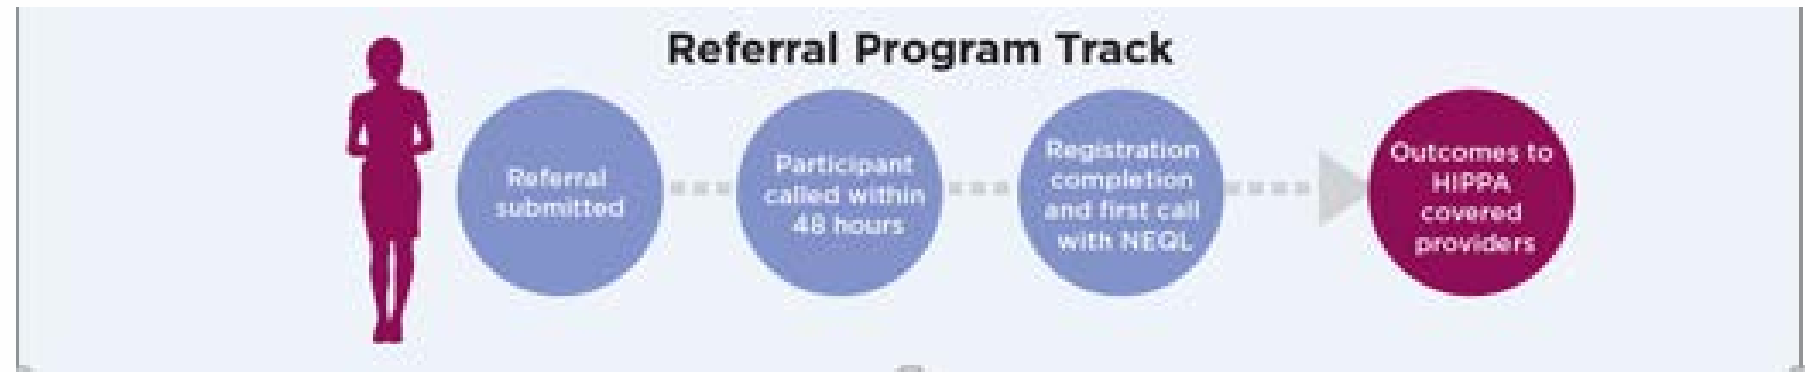 Referral Program Track
Referral
submitted
Participant
called within
48 hours
Registration
completion
and first call
with NEQL
Outcomes to
HIPPA
covered
providers